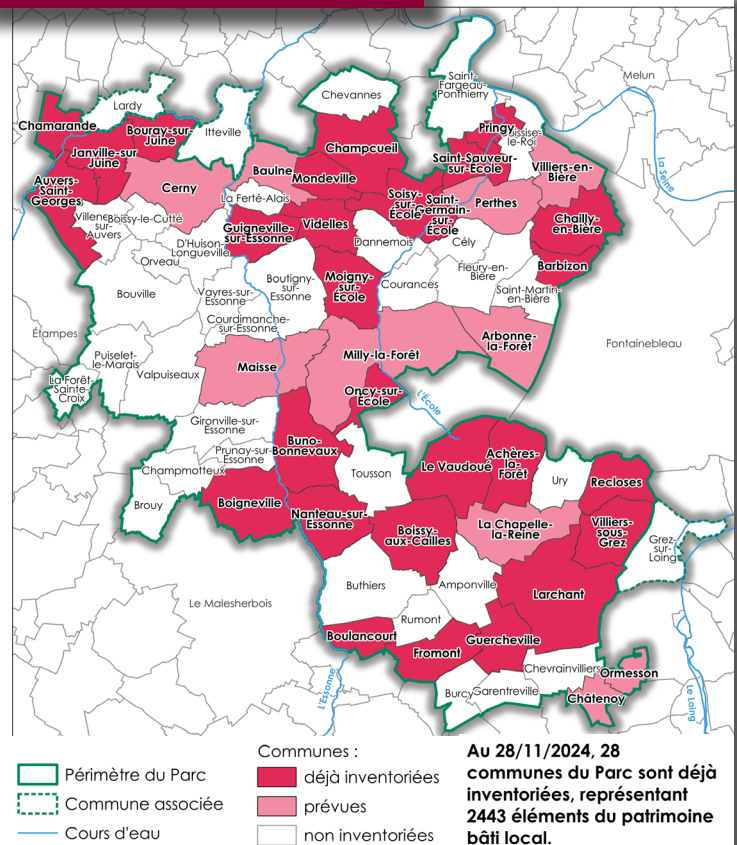 Saint-
Fargeau-
Ponthierry
Melun
Chevannes
Lardy
Chamarande
Bouray-sur-
Juine
Itteville
Pringy
Boissise-
le-Roi
Champcueil
Janville-sur
Juine
Saint-Sauveur-
sur-École
Villiers-en-
Bière
La Seine
Baulne
Mondeville
Auvers-
Saint-
Georges
Cerny
La Ferté-Alais
Soisy-
sur-
École
Saint-
Germain-
sur-
École
Perthes
Chailly-
en-Bière
Villeneuve-
sur-
Auvers
Boissy-le-Cutté
Guigneville-
sur-Essonne
Videlles
Dannemois
Cély
D'Huison-
Longueville
Orveau
Fleury-en-
Bière
Barbizon
Bouville
Vayres-sur-
Essonne
Boutigny-
sur-
Essonne
Moigny-
sur-
École
Courances
Saint-Martin-
en-Bière
Courdimanche-
sur-Essonne
Étampes
Arbonne-
la-Forêt
Fontainebleau
Puiselet-
le-Marais
Valpuiseaux
Maisse
Milly-la-Forêt
La Forêt-
Sainte-
Croix
Oncy-sur-
École
L'École
Gironville-sur-
Essonne
Prunay-sur-
Essonne
Buno-
Bonnevaux
Champmotteux
Tousson
Le Vaudoué
Achères-
la-
Forêt
Ury
Recloses
Brouy
Boigneville
Nanteau-sur-
Essonne
Boissy-
aux-Cailles
La Chapelle-
la-Reine
Villiers-
sous-
Grez
Grez-
sur-
Loing
Buthiers
Amponville
Larchant
Le Malesherbois
Rumont
Boulancourt
Guercheville
Fromont
Chevrainvilliers
Ormesson
L'Essonne
Burcy
Garentreville
Châtenoy
Le Loing
Périmètre du Parc
Commune associée
Cours d'eau
Communes :
déjà inventoriées
prévues
non inventoriées
Au 28/11/2024, 28
communes du Parc sont déjà
inventoriées, représentant
2443 éléments du patrimoine
bâti local.